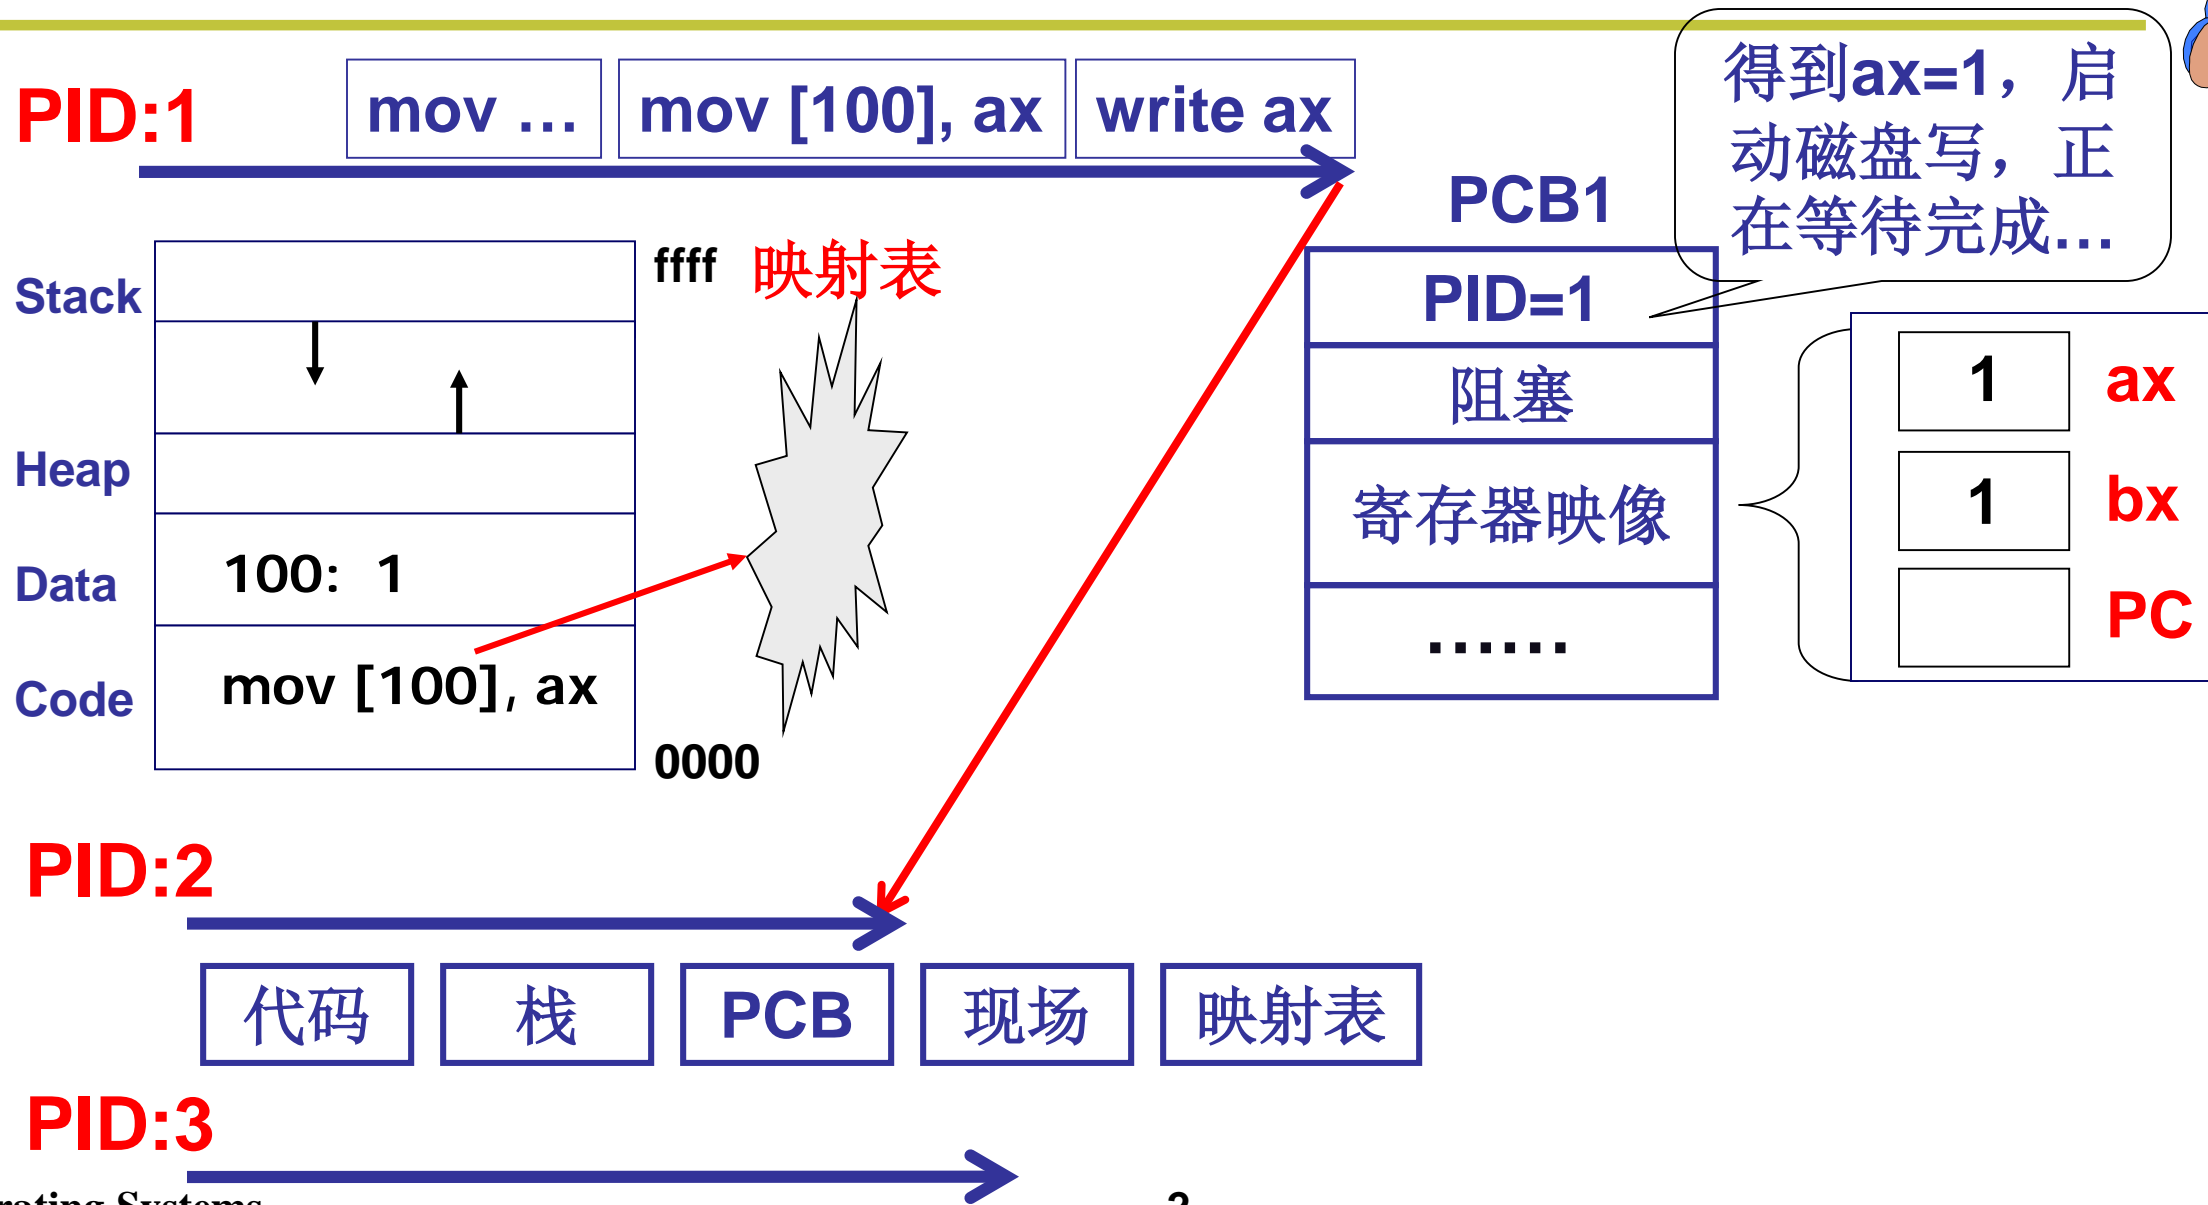 PID:1
mov …
mov [100], ax
write ax
得到ax=1，启
动磁盘写，正
在等待完成…
PCB1
PID=1
阻塞
寄存器映像
……
1 ax
1 bx
PC
Stack
ffff
映射表
Heap
Data
100: 1
Code
mov [100], ax
0000
PID:2
代码
栈
PCB
现场
映射表
PID:3